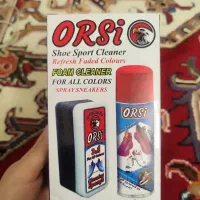 ORSi
Shoe Sport Cleaner
Refresh Faded Colours
FOAM CLEANER
FOR ALL COLORS
SPRAY SNEAKERS
ORSi
ORSi